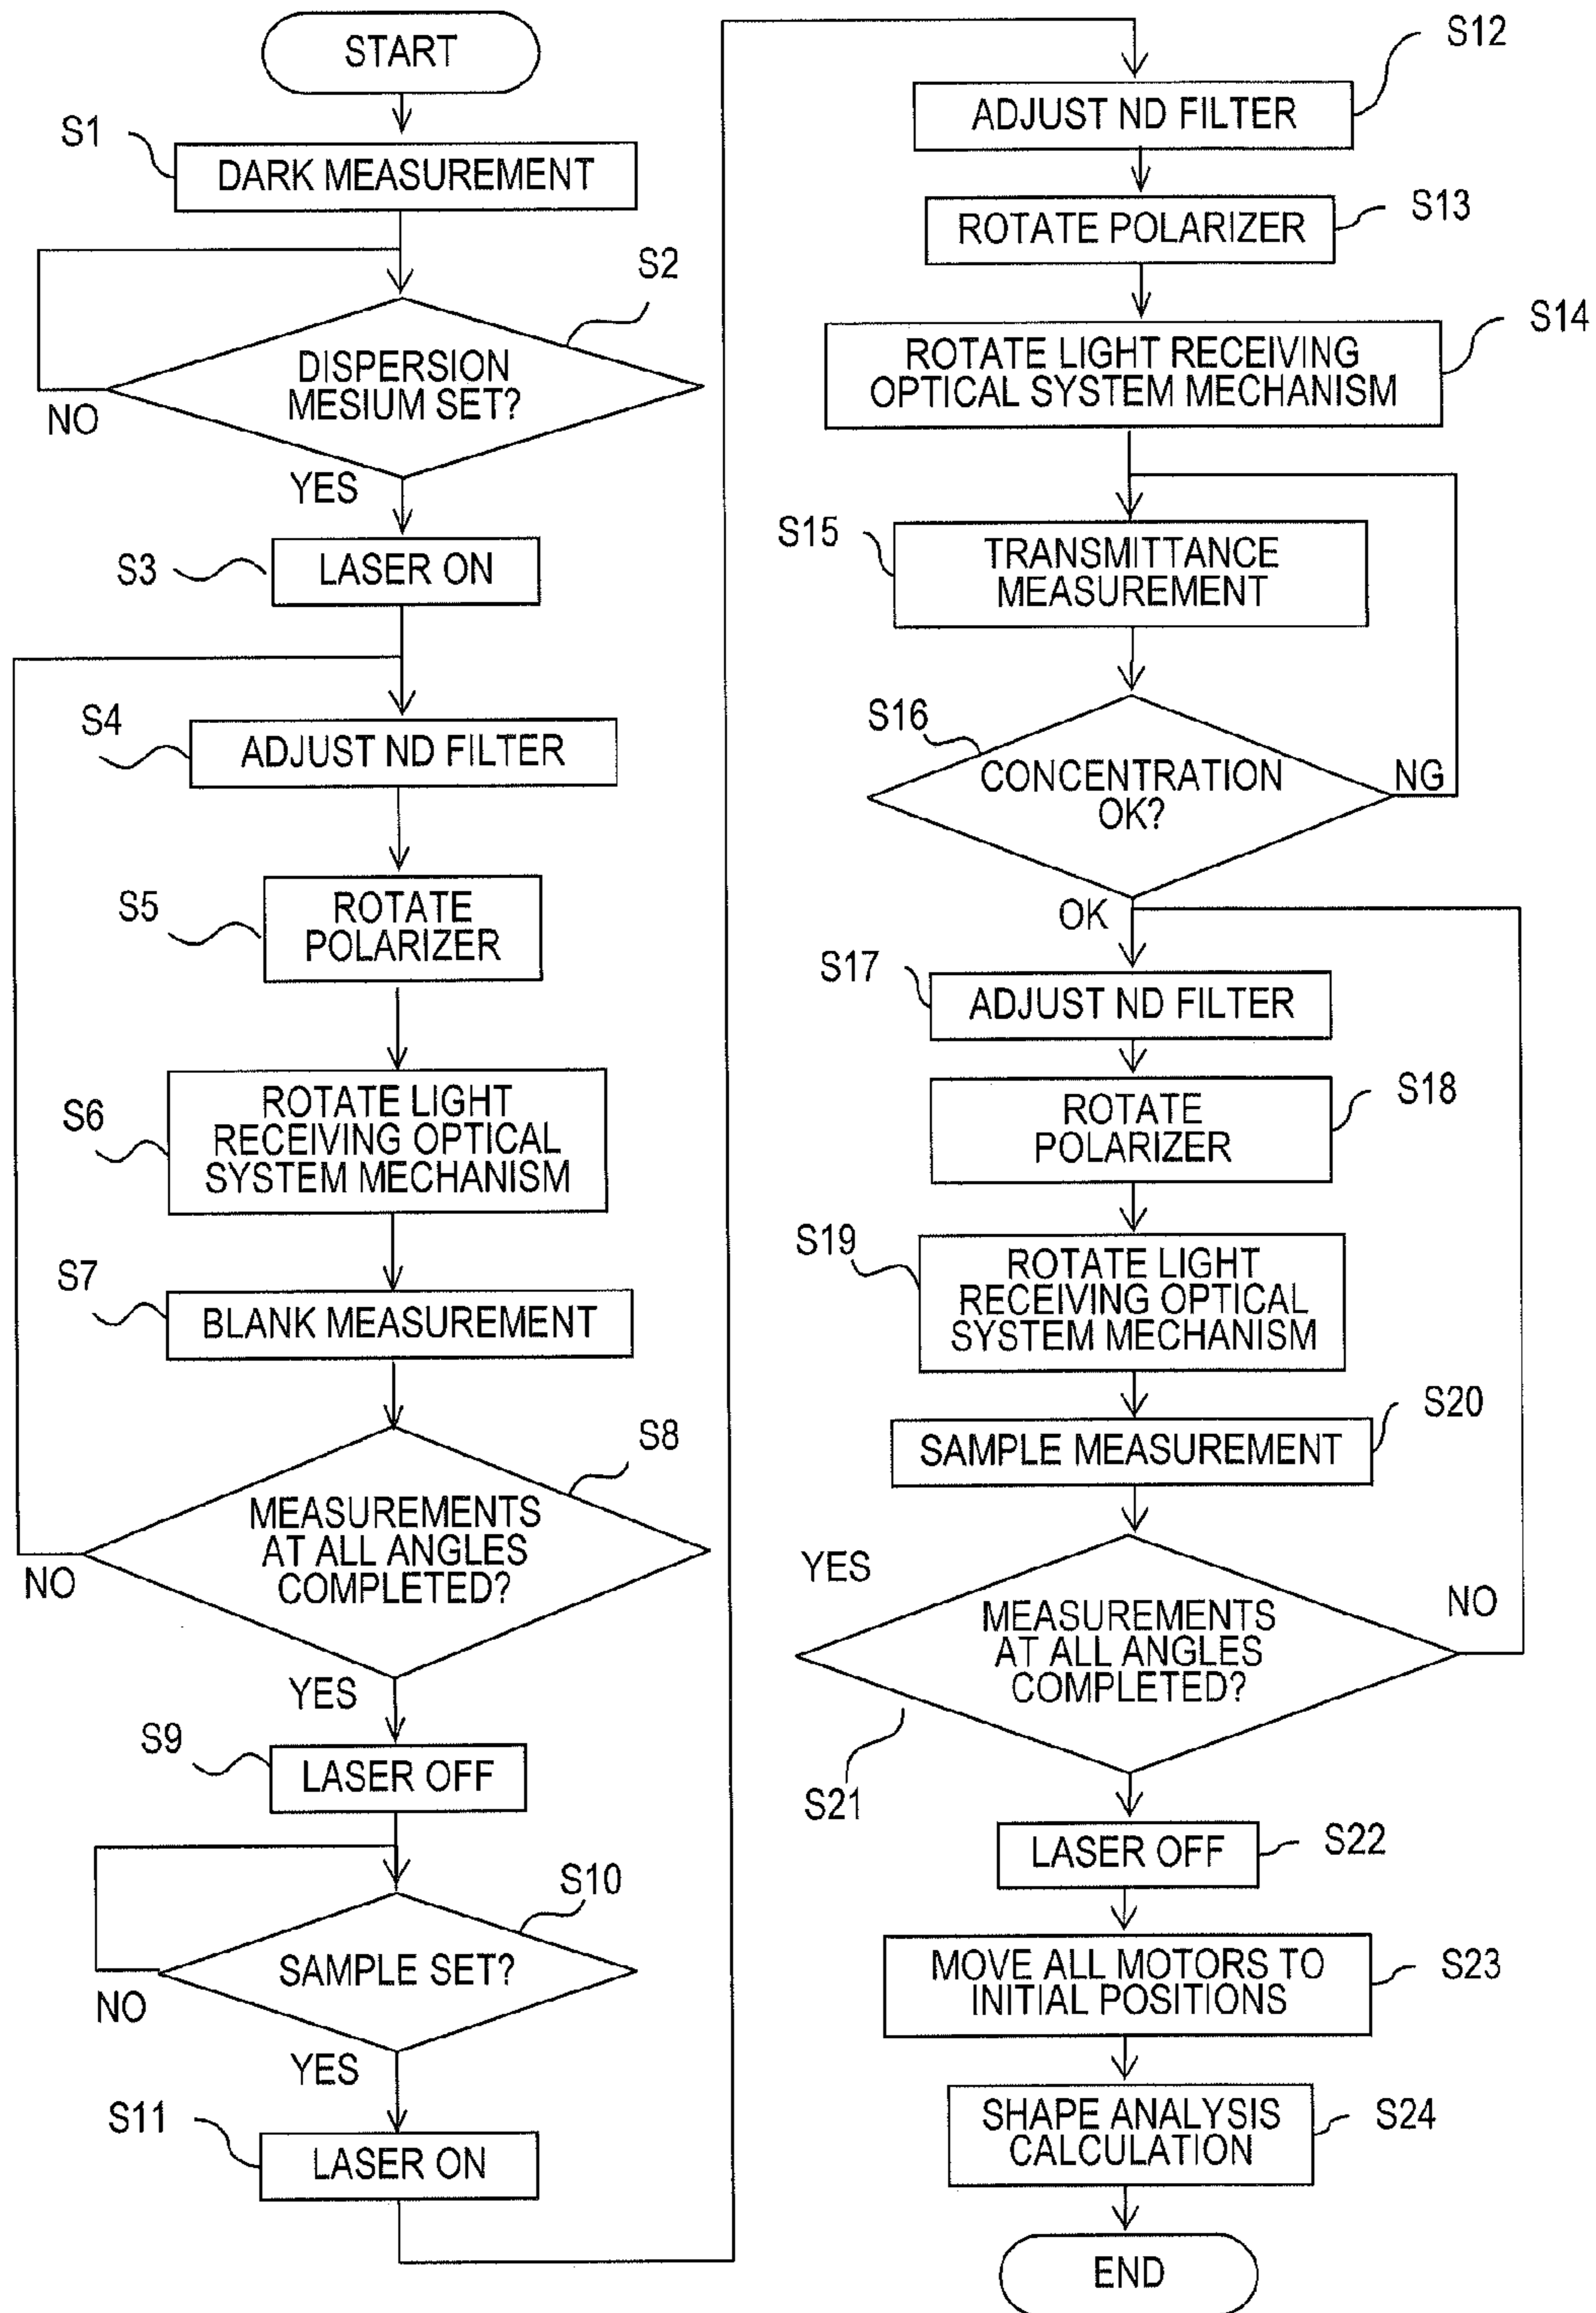 START
S1
DARK MEASUREMENT
S2
DISPERSION
MESIUM SET?
NO
YES
S3
LASER ON
S4
ADJUST ND FILTER
S5
ROTATE
POLARIZER
S6
ROTATE LIGHT
RECEIVING OPTICAL
SYSTEM MECHANISM
S7
BLANK MEASUREMENT
S8
MEASUREMENTS
AT ALL ANGLES
COMPLETED?
NO
YES
S9
LASER OFF
S10
SAMPLE SET?
NO
YES
S11
LASER ON
S12
ADJUST ND FILTER
S13
ROTATE POLARIZER
S14
ROTATE LIGHT RECEIVING
OPTICAL SYSTEM MECHANISM
S15
TRANSMITTANCE
MEASUREMENT
S16
CONCENTRATION
OK?
NG
OK
S17
ADJUST ND FILTER
S18
ROTATE
POLARIZER
S19
ROTATE LIGHT
RECEIVING OPTICAL
SYSTEM MECHANISM
S20
SAMPLE MEASUREMENT
YES
MEASUREMENTS
AT ALL ANGLES
COMPLETED?
NO
S21
LASER OFF
S22
MOVE ALL MOTORS TO
INITIAL POSITIONS
S23
SHAPE ANALYSIS
CALCULATION
S24
END